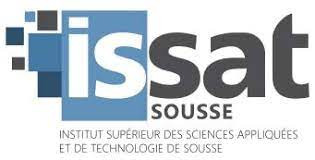 issat
SOUSSE
INSTITUT SUPÉRIEUR DES SCIENCES APPLIQUÉES
ET DE TECHNOLOGIE DE SOUSSE